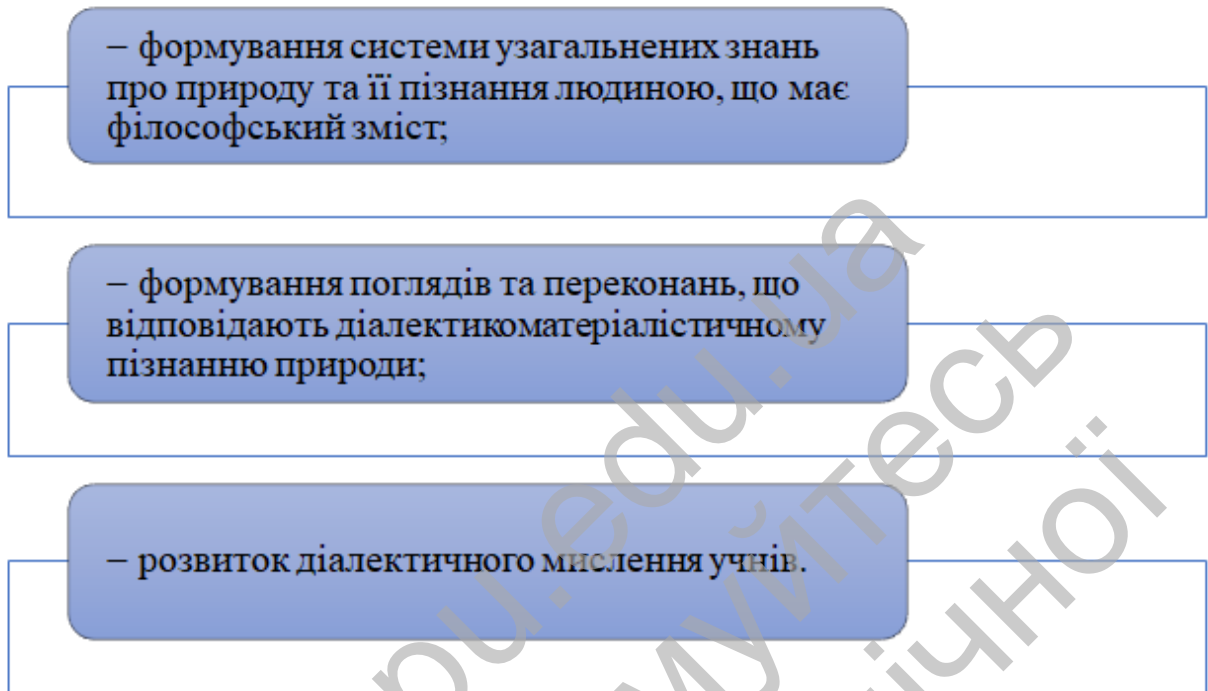 – формування системи узагальнених знань
про природу та її пізнання людиною, що має
філософський зміст;
– формування поглядів та переконань, що
відповідають діалектикоматеріалістичному
пізнанню природи;
– розвиток діалектичного мислення учнів.